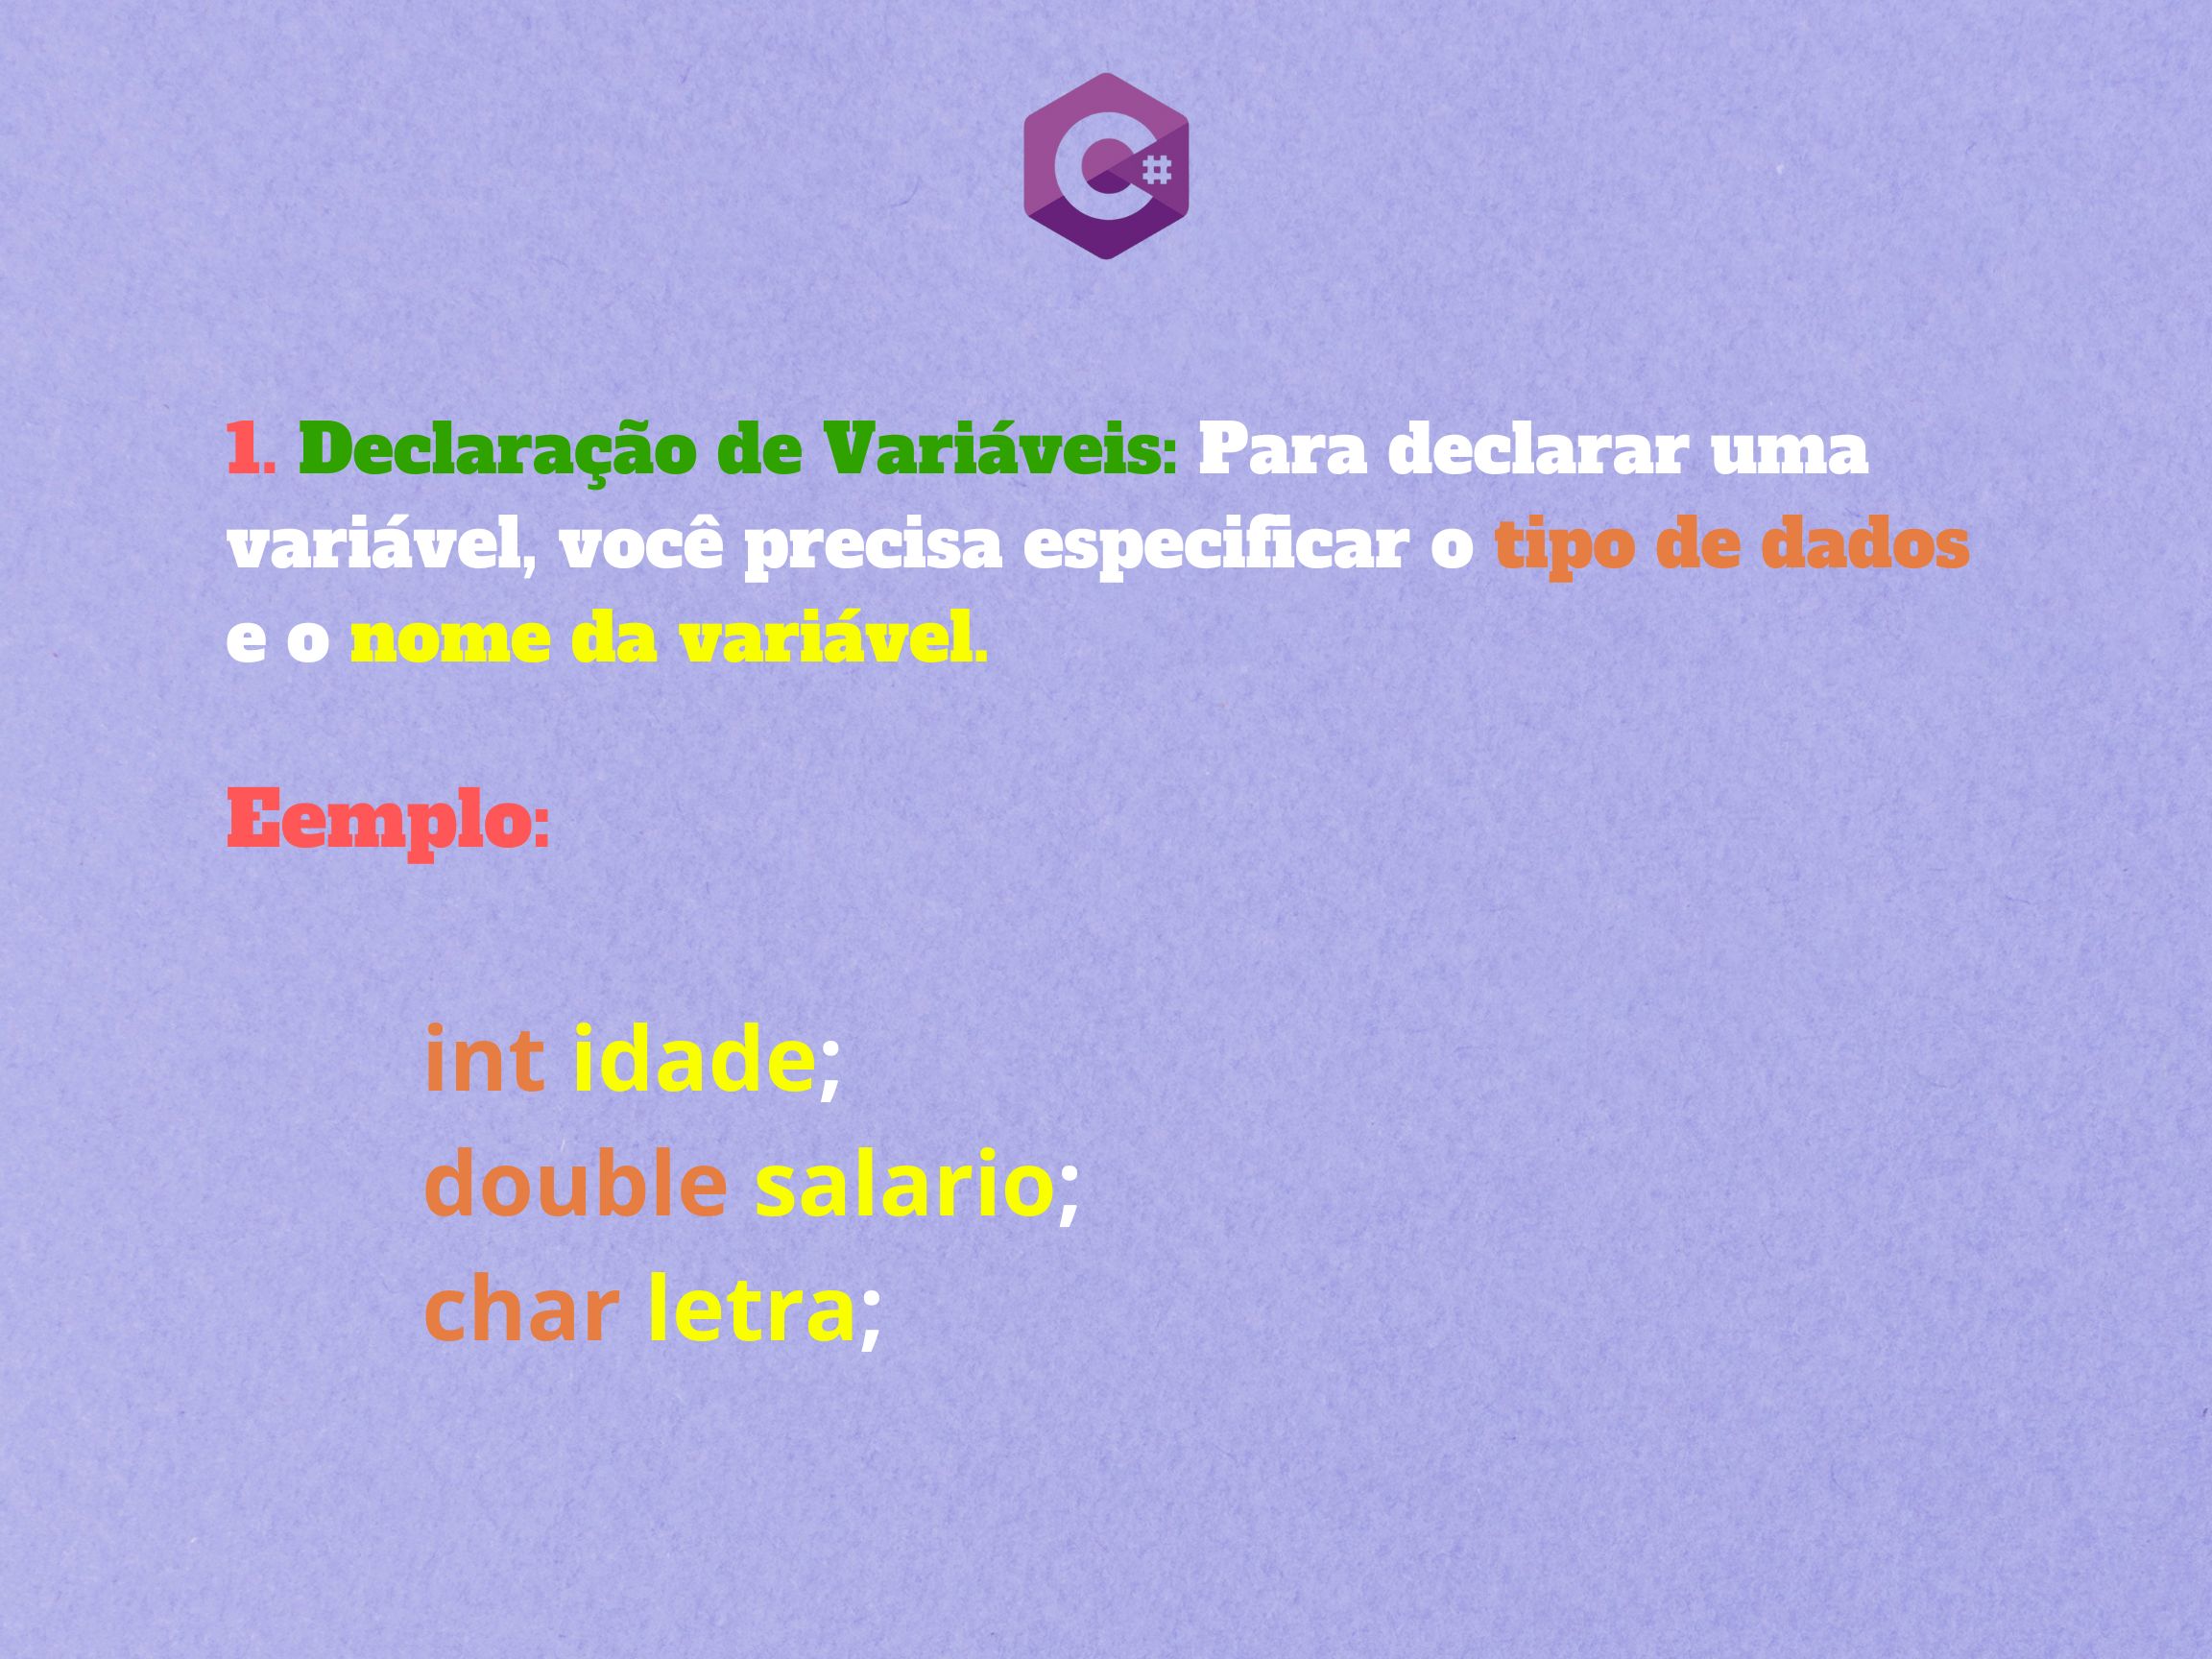 C#
1. Declaração de Variáveis: Para declarar uma
variável, você precisa especificar o tipo de dados
e o nome da variável.
Eemplo:
int idade;
double salario;
char letra;